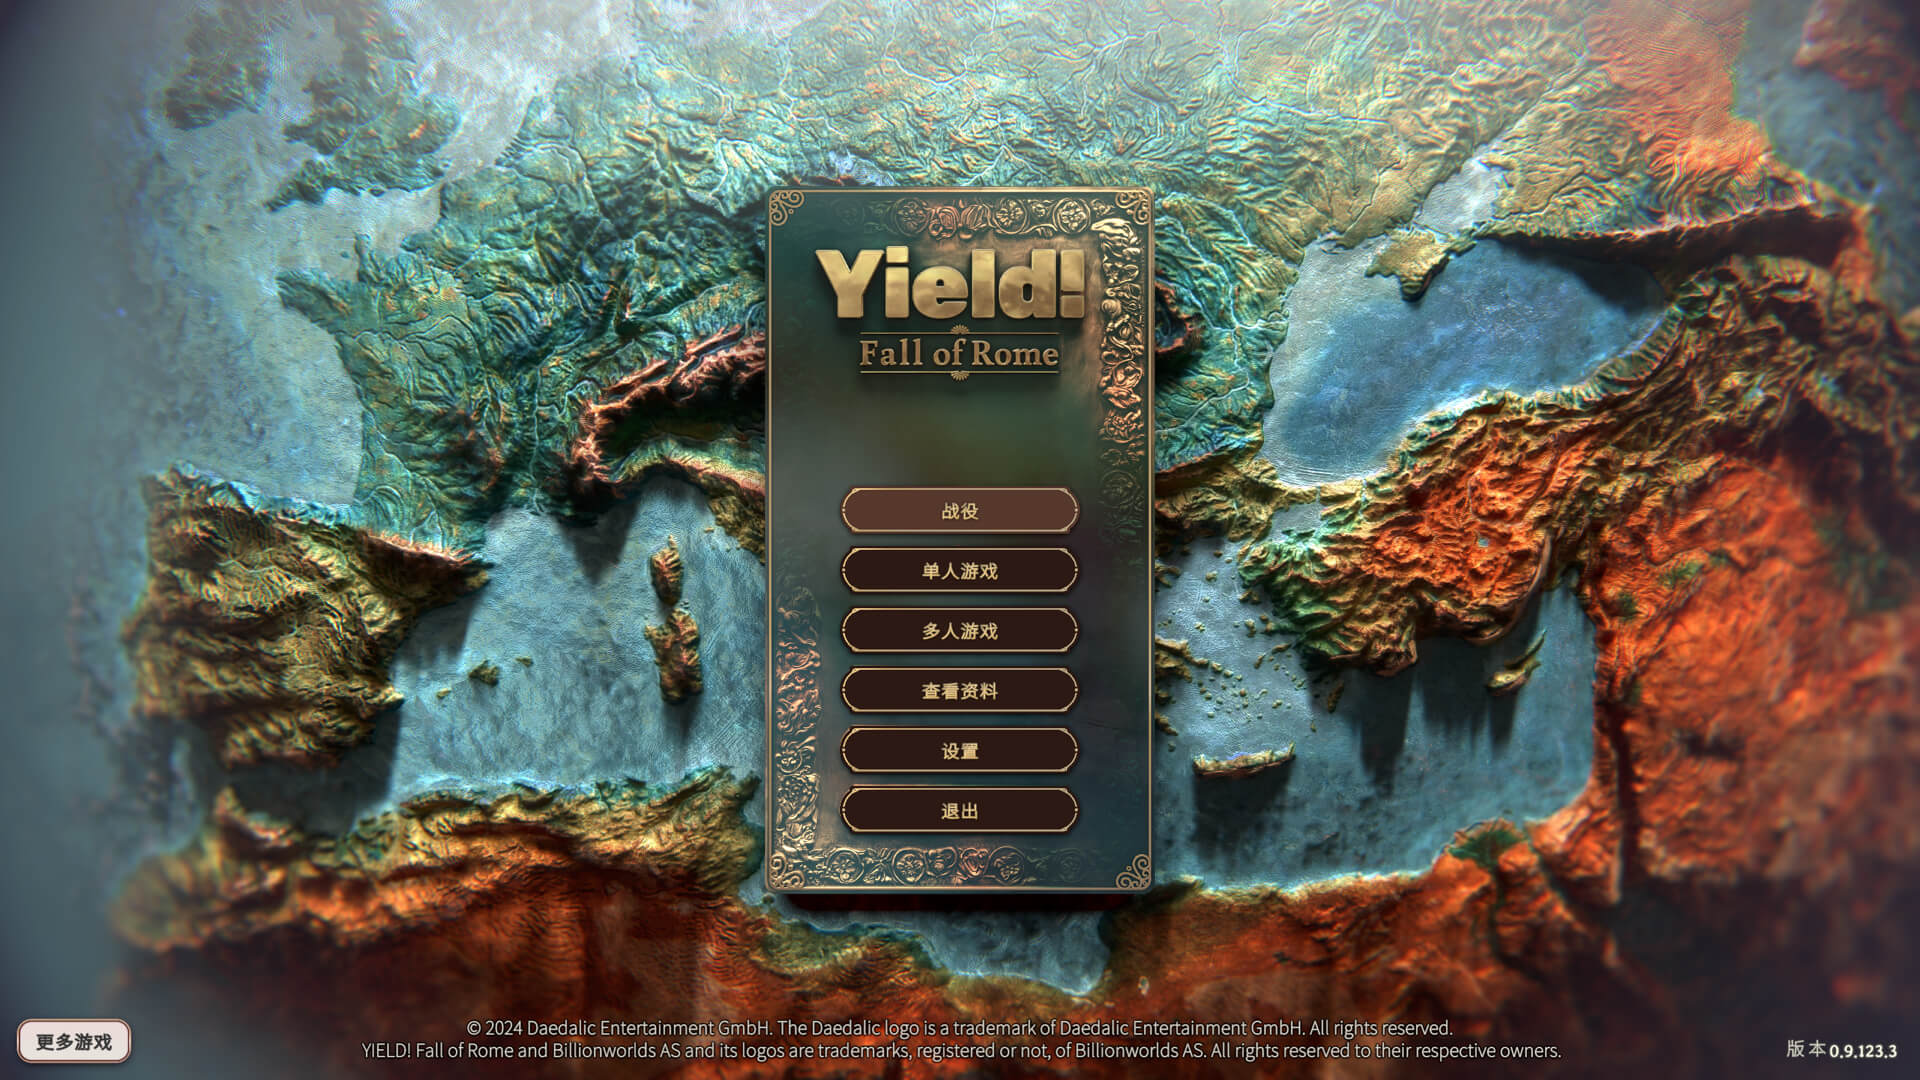 Yield!
Fall of Rome
战役
单人游戏
多人游戏
查看资料
设置
退出
更多游戏
© 2024 Daedalic Entertainment GmbH. The Daedalic logo is a trademark of Daedalic Entertainment GmbH. All rights reserved.
YIELD! Fall of Rome and Billionworlds AS and its logos are trademarks, registered or not, of Billionworlds AS. All rights reserved to their respective owners.
版本 0.9.123.3